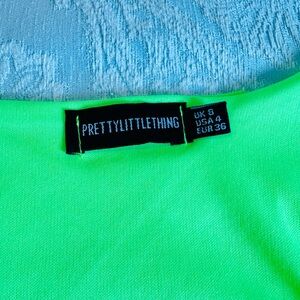 PRETTYLITTLETHING
UK 8
USA 4
EUR 36